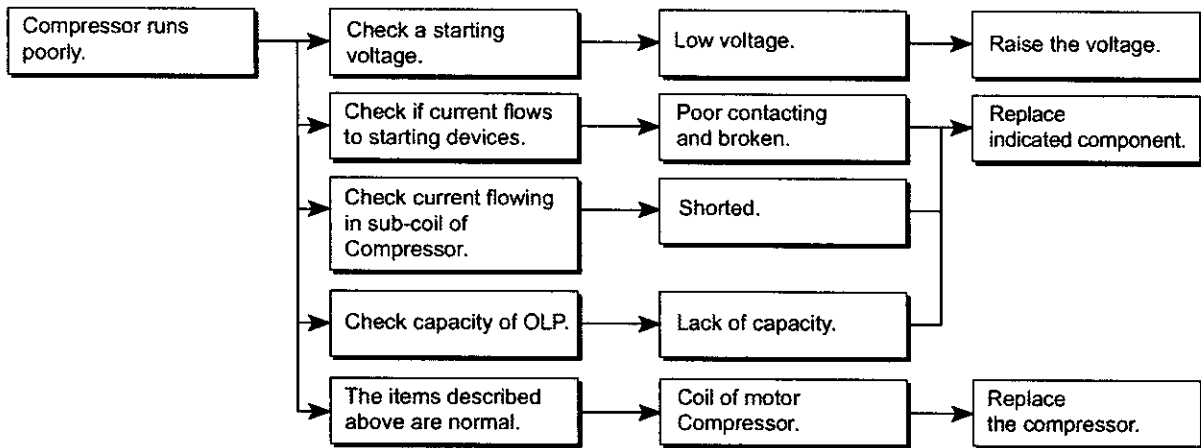 Compressor runs
poorly.
Check a starting
voltage.
Low voltage.
Raise the voltage.
Check if current flows
to starting devices.
Poor contacting
and broken.
Replace
indicated component.
Check current flowing
in sub-coil of
Compressor.
Shorted.
Check capacity of OLP.
Lack of capacity.
The items described
above are normal.
Coil of motor
Compressor.
Replace
the compressor.